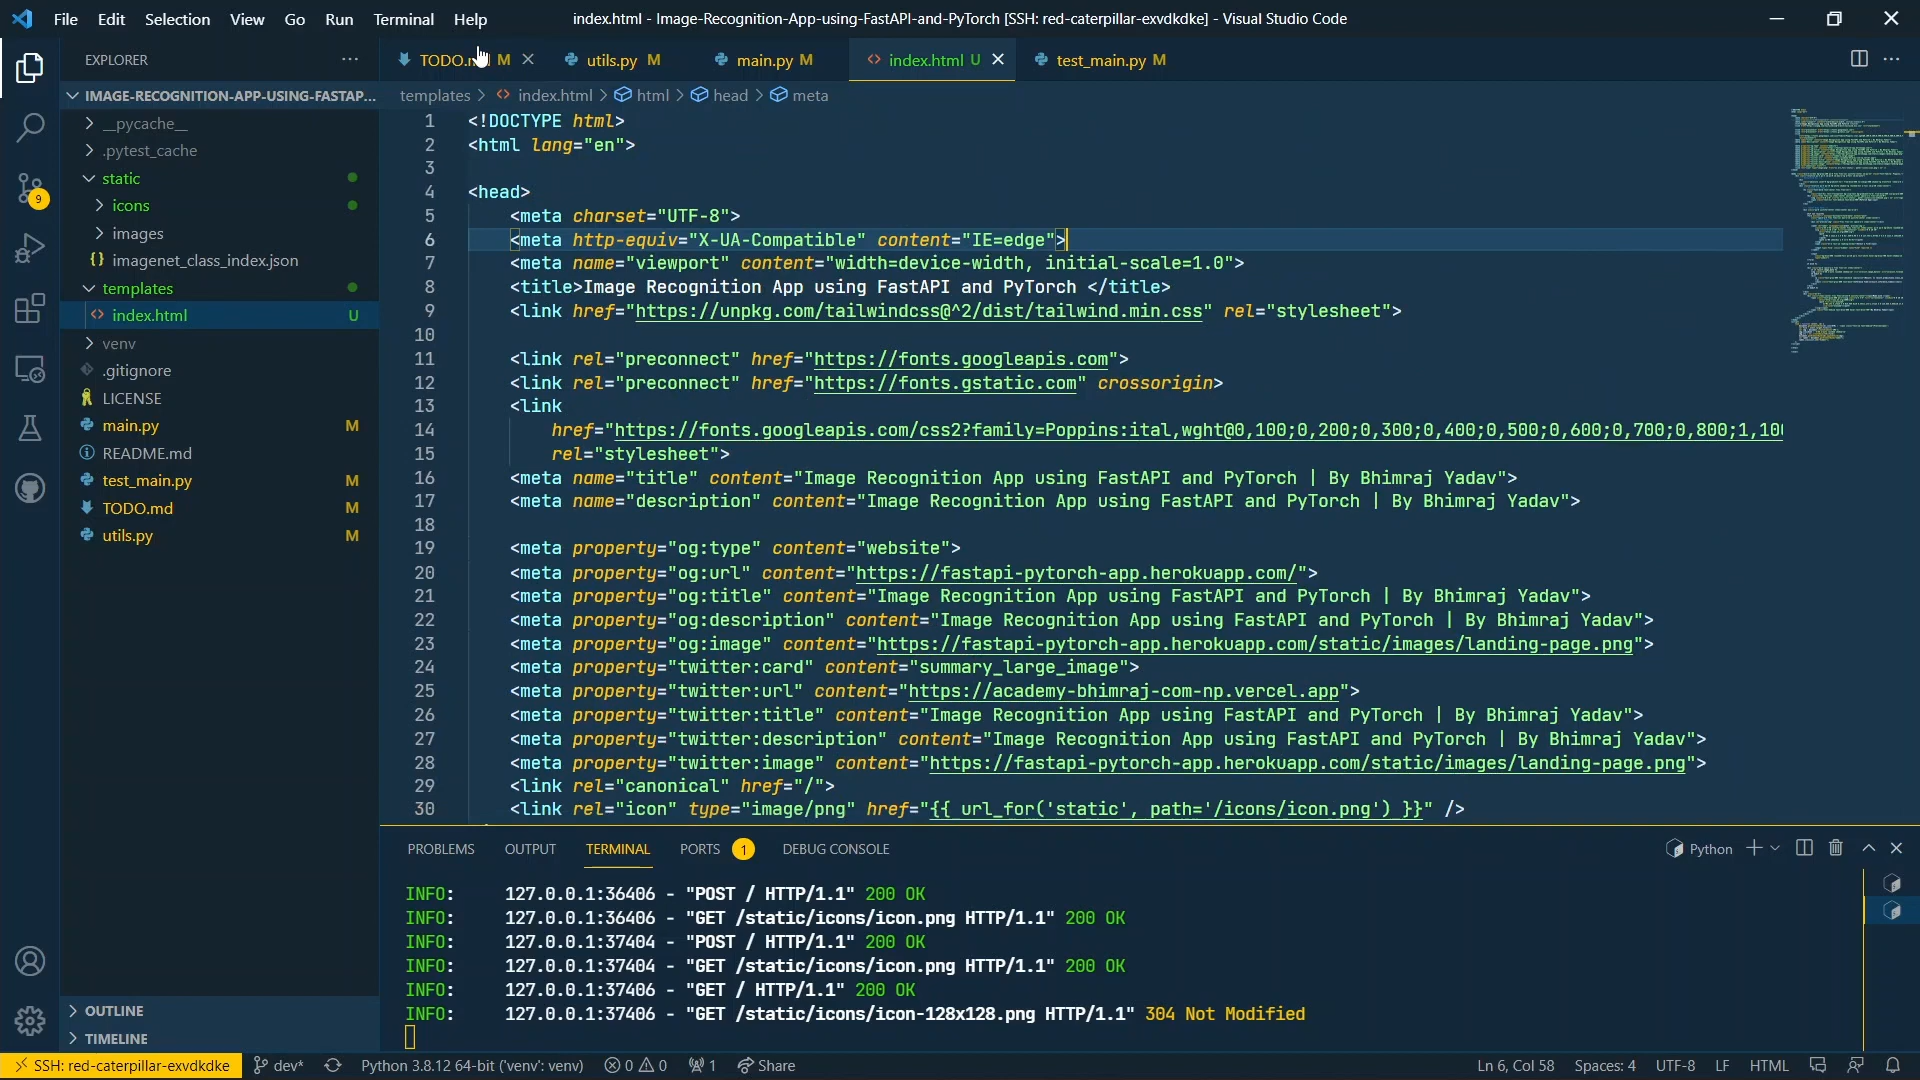 File Edit Selection View Go Run Terminal Help
index.html - Image-Recognition-App-using-FastAPI-and-PyTorch [SSH: red-caterpillar-exvdkdke] - Visual Studio Code
EXPLORER
IMAGE-RECOGNITION-APP-USING-FASTAP...
__pycache__
.pytest_cache
static
icons
images
imagenet_class_index.json
templates
index.html U
venv
.gitignore
LICENSE
main.py M
README.md
test_main.py M
TODO.md M
utils.py M
OUTLINE
TIMELINE
9
M utils.py M main.py M index.html U test_main.py M
templates > index.html > html > head > meta
1 <!DOCTYPE html>
2 <html lang="en">
3
4 <head>
5 <meta charset="UTF-8">
6 <meta http-equiv="X-UA-Compatible" content="IE=edge">
7 <meta name="viewport" content="width=device-width, initial-scale=1.0">
8 <title>Image Recognition App using FastAPI and PyTorch </title>
9 <link href="https://unpkg.com/tailwindcss@^2/dist/tailwind.min.css" rel="stylesheet">
10
11 <link rel="preconnect" href="https://fonts.googleapis.com">
12 <link rel="preconnect" href="https://fonts.gstatic.com" crossorigin>
13 <link
14 href="https://fonts.googleapis.com/css2?family=Poppins:ital,wght@0,100;0,200;0,300;0,400;0,500;0,600;0,700;0,800;1,10
15 rel="stylesheet">
16 <meta name="title" content="Image Recognition App using FastAPI and PyTorch | By Bhimraj Yadav">
17 <meta name="description" content="Image Recognition App using FastAPI and PyTorch | By Bhimraj Yadav">
18
19 <meta property="og:type" content="website">
20 <meta property="og:url" content="https://fastapi-pytorch-app.herokuapp.com/">
21 <meta property="og:title" content="Image Recognition App using FastAPI and PyTorch | By Bhimraj Yadav">
22 <meta property="og:description" content="Image Recognition App using FastAPI and PyTorch | By Bhimraj Yadav">
23 <meta property="og:image" content="https://fastapi-pytorch-app.herokuapp.com/static/images/landing-page.png">
24 <meta property="twitter:card" content="summary_large_image">
25 <meta property="twitter:url" content="https://academy-bhimraj-com-np.vercel.app">
26 <meta property="twitter:title" content="Image Recognition App using FastAPI and PyTorch | By Bhimraj Yadav">
27 <meta property="twitter:description" content="Image Recognition App using FastAPI and PyTorch | By Bhimraj Yadav">
28 <meta property="twitter:image" content="https://fastapi-pytorch-app.herokuapp.com/static/images/landing-page.png">
29 <link rel="canonical" href="/">
30 <link rel="icon" type="image/png" href="{{ url_for('static', path='/icons/icon.png') }}" />
PROBLEMS OUTPUT TERMINAL PORTS 1 DEBUG CONSOLE
Python
INFO: 127.0.0.1:36406 - "POST / HTTP/1.1" 200 OK
INFO: 127.0.0.1:36406 - "GET /static/icons/icon.png HTTP/1.1" 200 OK
INFO: 127.0.0.1:37404 - "POST / HTTP/1.1" 200 OK
INFO: 127.0.0.1:37404 - "GET /static/icons/icon.png HTTP/1.1" 200 OK
INFO: 127.0.0.1:37406 - "GET / HTTP/1.1" 200 OK
INFO: 127.0.0.1:37406 - "GET /static/icons/icon-128x128.png HTTP/1.1" 304 Not Modified
SSH: red-caterpillar-exvdkdke dev* Python 3.8.12 64-bit ('venv': venv) 0 0 1 Share Ln 6, Col 58 Spaces: 4 UTF-8 LF HTML